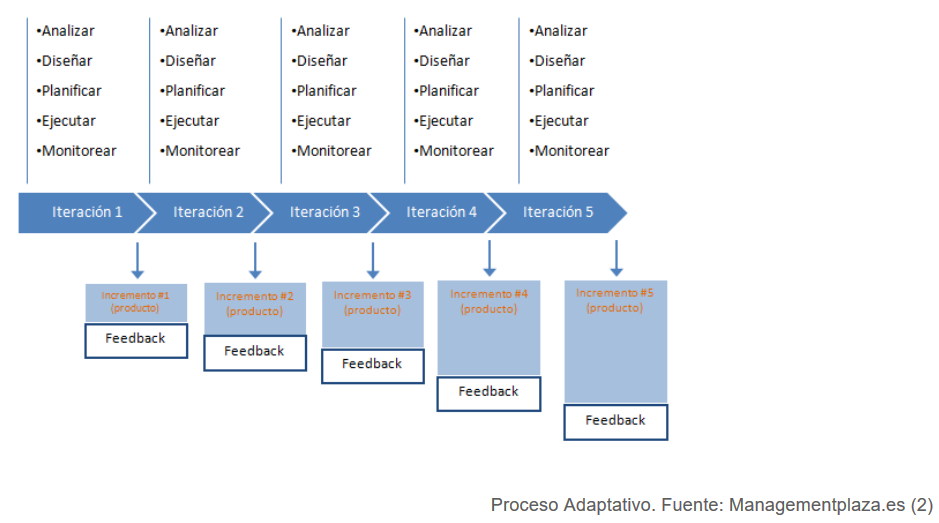 •Analizar
•Diseñar
•Planificar
•Ejecutar
•Monitorear
•Analizar
•Diseñar
•Planificar
•Ejecutar
•Monitorear
•Analizar
•Diseñar
•Planificar
•Ejecutar
•Monitorear
•Analizar
•Diseñar
•Planificar
•Ejecutar
•Monitorear
•Analizar
•Diseñar
•Planificar
•Ejecutar
•Monitorear
Iteración 1
Iteración 2
Iteración 3
Iteración 4
Iteración 5
Incremento #1
(producto)
Feedback
Incremento #2
(producto)
Feedback
Incremento #3
(producto)
Feedback
Incremento #4
(producto)
Feedback
Incremento #5
(producto)
Feedback
Proceso Adaptativo. Fuente: Managementplaza.es (2)